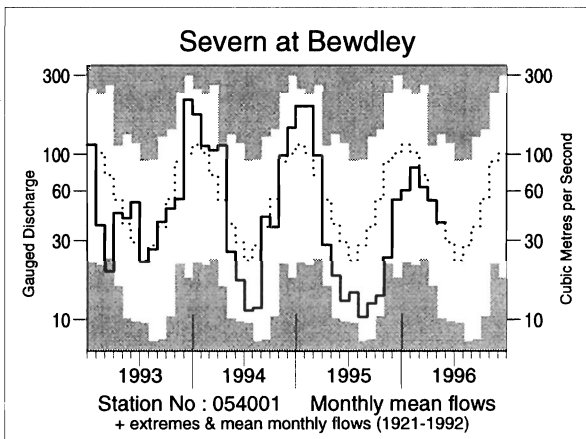 Severn at Bewdley
300
100
60
30
10
Gauged Discharge
300
100
60
30
10
Cubic Metres per Second
1993 1994 1995 1996
Station No : 054001 Monthly mean flows
+ extremes & mean monthly flows (1921-1992)